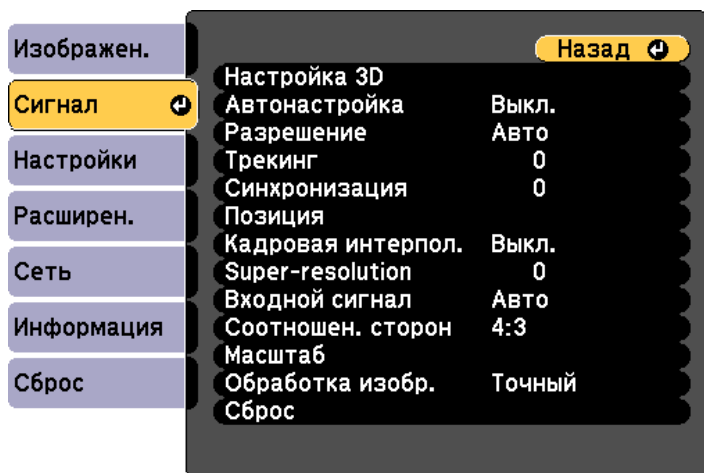 Изображен.
Сигнал
Настройки
Расширен.
Сеть
Информация
Сброс
Назад
Настройка 3D
Автонастройка Выкл.
Разрешение Авто
Трекинг 0
Синхронизация 0
Позиция
Кадровая интерпол. Выкл.
Super-resolution 0
Входной сигнал Авто
Соотношен. сторон 4:3
Масштаб
Обработка изобр. Точный
Сброс